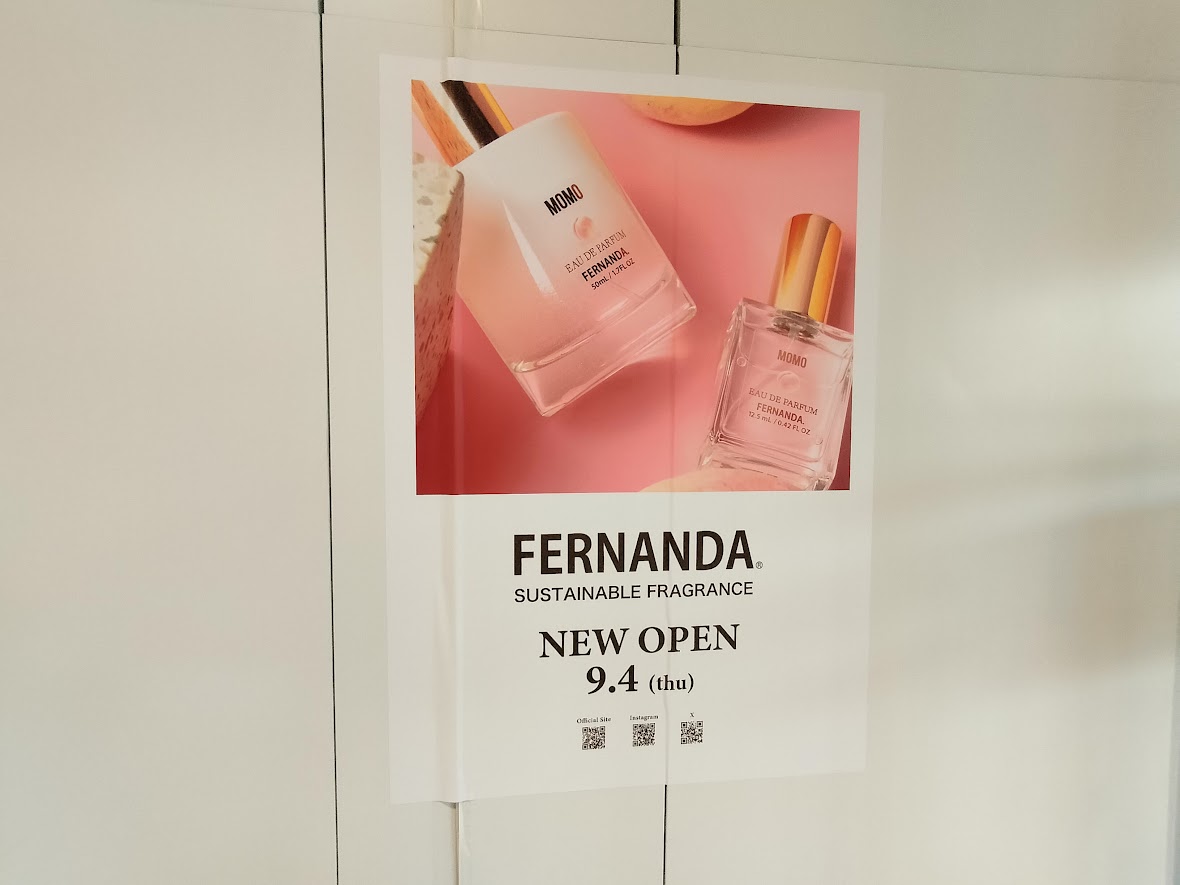 MOMO
EAU DE PARFUM
FERNANDA.
50mL / 1.7FL OZ
MOMO
EAU DE PARFUM
FERNANDA.
12.5 mL / 0.42 FL OZ
FERNANDA®
SUSTAINABLE FRAGRANCE
NEW OPEN
9.4 (thu)
Official Site Instagram X